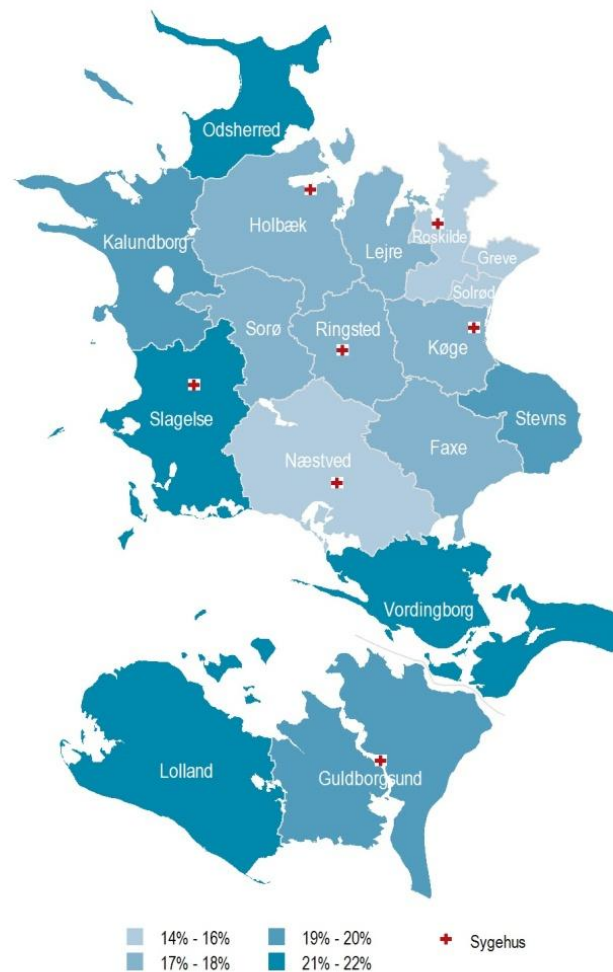 Odsherred
Holbæk
Kalundborg
Lejre
Roskilde
Greve
Solrød
Sorø
Ringsted
Køge
Slagelse
Stevns
Næstved
Faxe
Vordingborg
Lolland
Guldborgsund
14% - 16%
19% - 20%
Sygehus
17% - 18%
21% - 22%